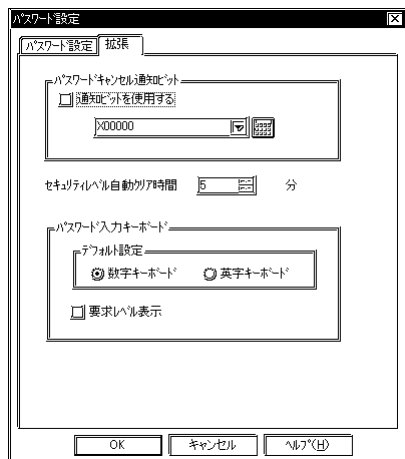 パスワード設定
パスワード設定 拡張
パスワードキャンセル通知ビット
通知ビットを使用する
X00000
セキュリティレベル自動クリア時間 5 分
パスワード入力キーボード
デフォルト設定
数字キーボード 英字キーボード
要求レベル表示
OK キャンセル ヘルプ(H)